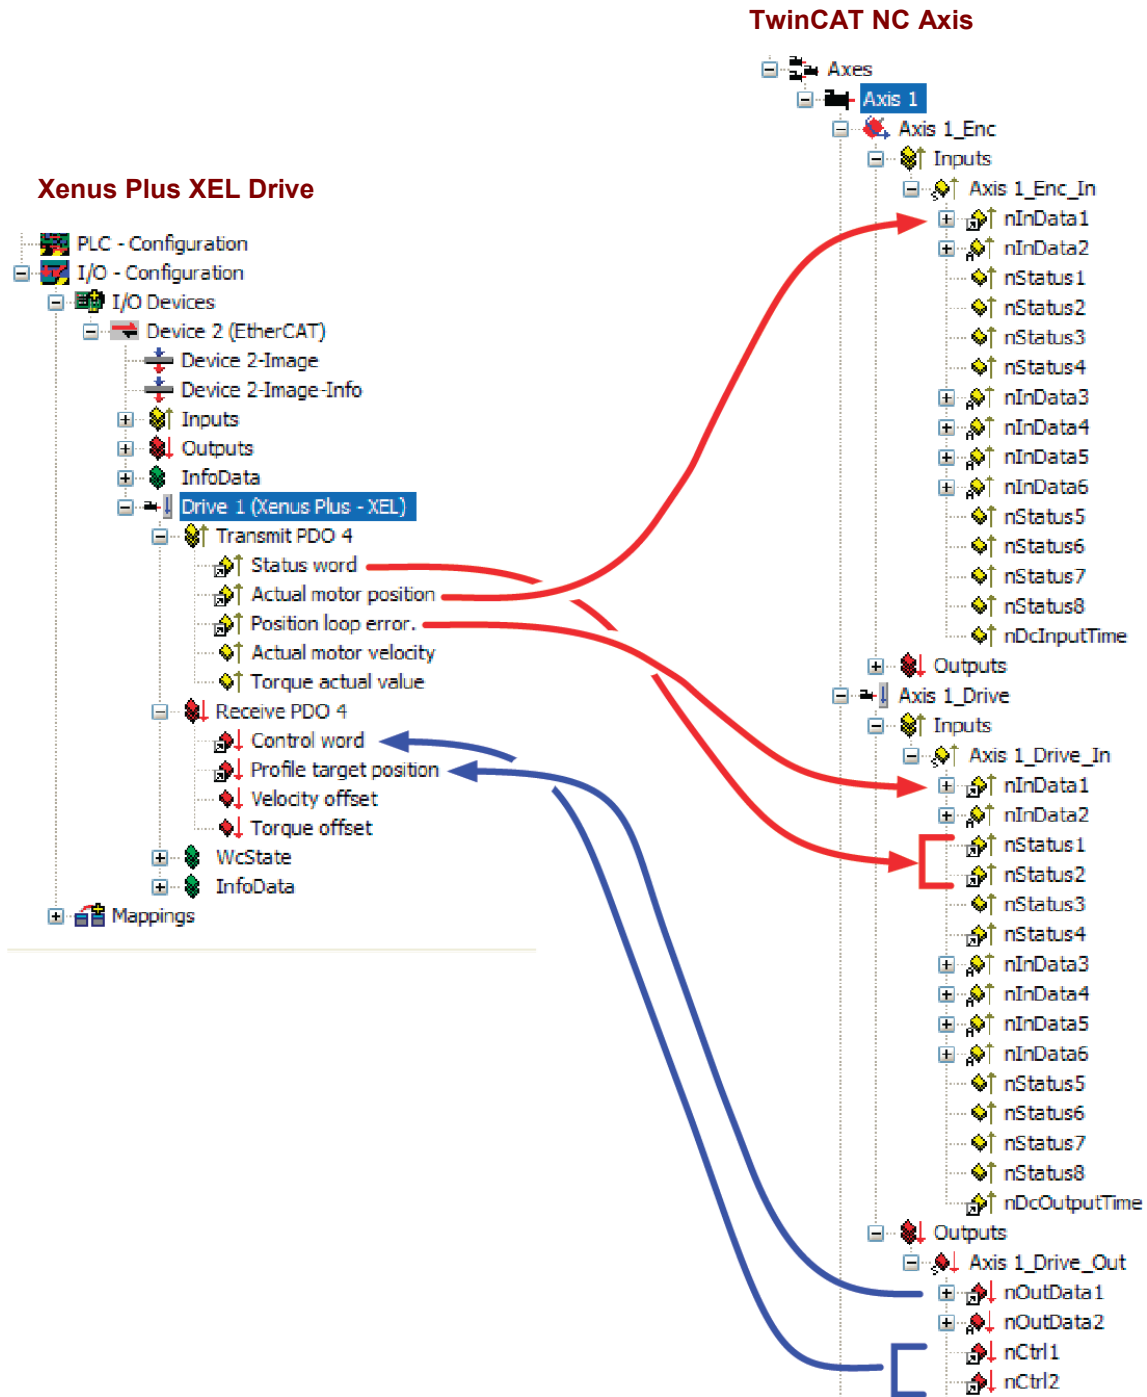 TwinCAT NC Axis
Axes
Axis 1
Axis 1_Enc
Inputs
Axis 1_Enc_In
nInData1
nInData2
nStatus1
nStatus2
nStatus3
nStatus4
nInData3
nInData4
nInData5
nInData6
nStatus5
nStatus6
nStatus7
nStatus8
nDcInputTime
Outputs
Axis 1_Drive
Inputs
Axis 1_Drive_In
nInData1
nInData2
nStatus1
nStatus2
nStatus3
nStatus4
nInData3
nInData4
nInData5
nInData6
nStatus5
nStatus6
nStatus7
nStatus8
nDcOutputTime
Outputs
Axis 1_Drive_Out
nOutData1
nOutData2
nCtrl1
nCtrl2
Xenus Plus XEL Drive
PLC - Configuration
I/O - Configuration
I/O Devices
Device 2 (EtherCAT)
Device 2-Image
Device 2-Image-Info
Inputs
Outputs
InfoData
Drive 1 (Xenus Plus - XEL)
Transmit PDO 4
Status word
Actual motor position
Position loop error.
Actual motor velocity
Torque actual value
Receive PDO 4
Control word
Profile target position
Velocity offset
Torque offset
WcState
InfoData
Mappings